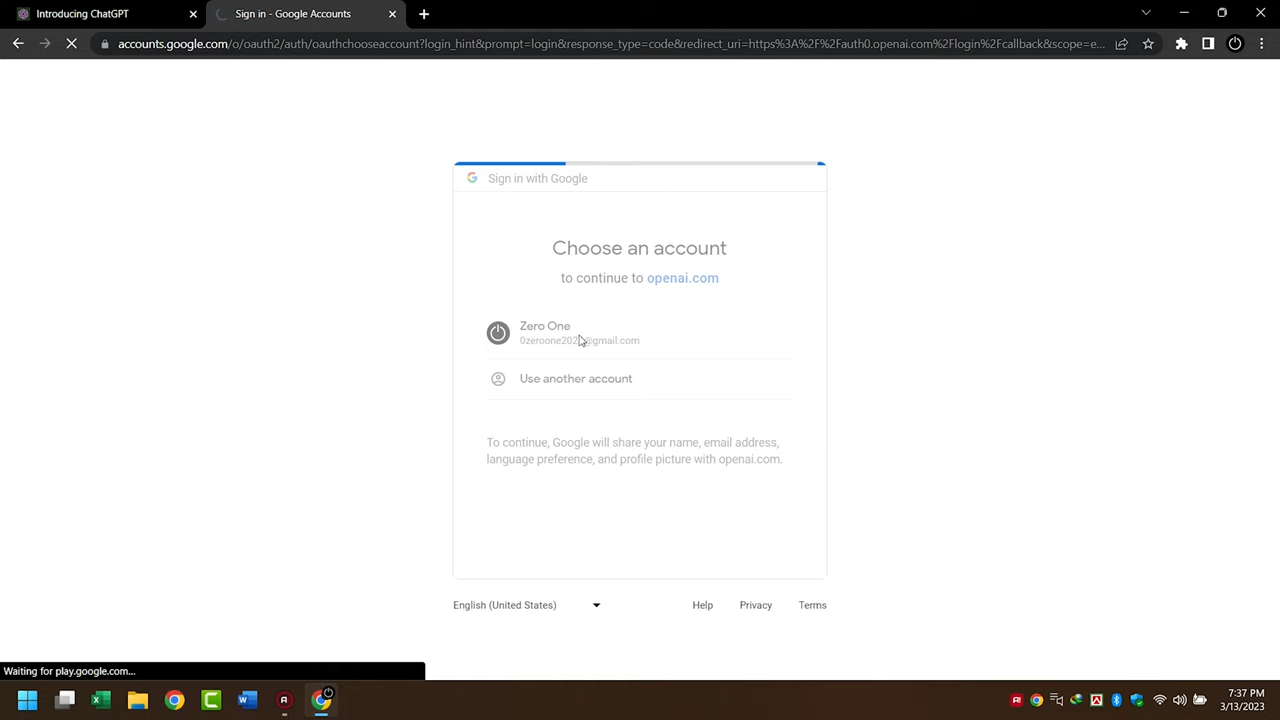 Introducing ChatGPT
Sign in - Google Accounts
accounts.google.com/o/oauth2/auth/oauthchooseaccount?login_hint&prompt=login&response_type=code&redirect_uri=https%3A%2F%2Fauth0.openai.com%2Flogin%2Fcallback&scope=e...
Sign in with Google
Choose an account
to continue to openai.com
Zero One
Use another account
To continue, Google will share your name, email address,
language preference, and profile picture with openai.com.
English (United States)
Help
Privacy
Terms
Waiting for play.google.com...
7:37 PM
3/13/2023